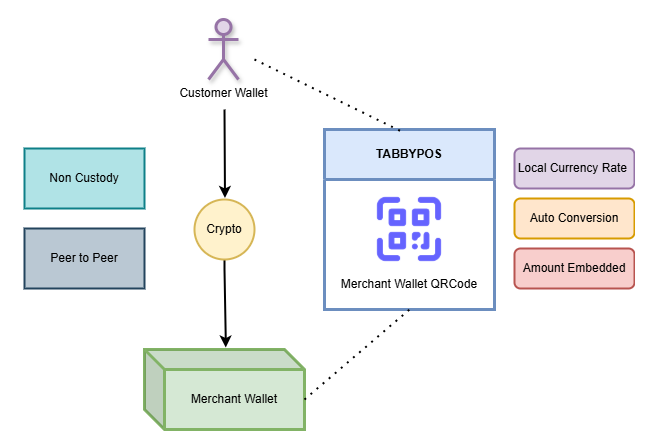 Customer Wallet
TABBYPOS
Non Custody
Local Currency Rate
Auto Conversion
Crypto
Peer to Peer
Amount Embedded
Merchant Wallet QRCode
Merchant Wallet